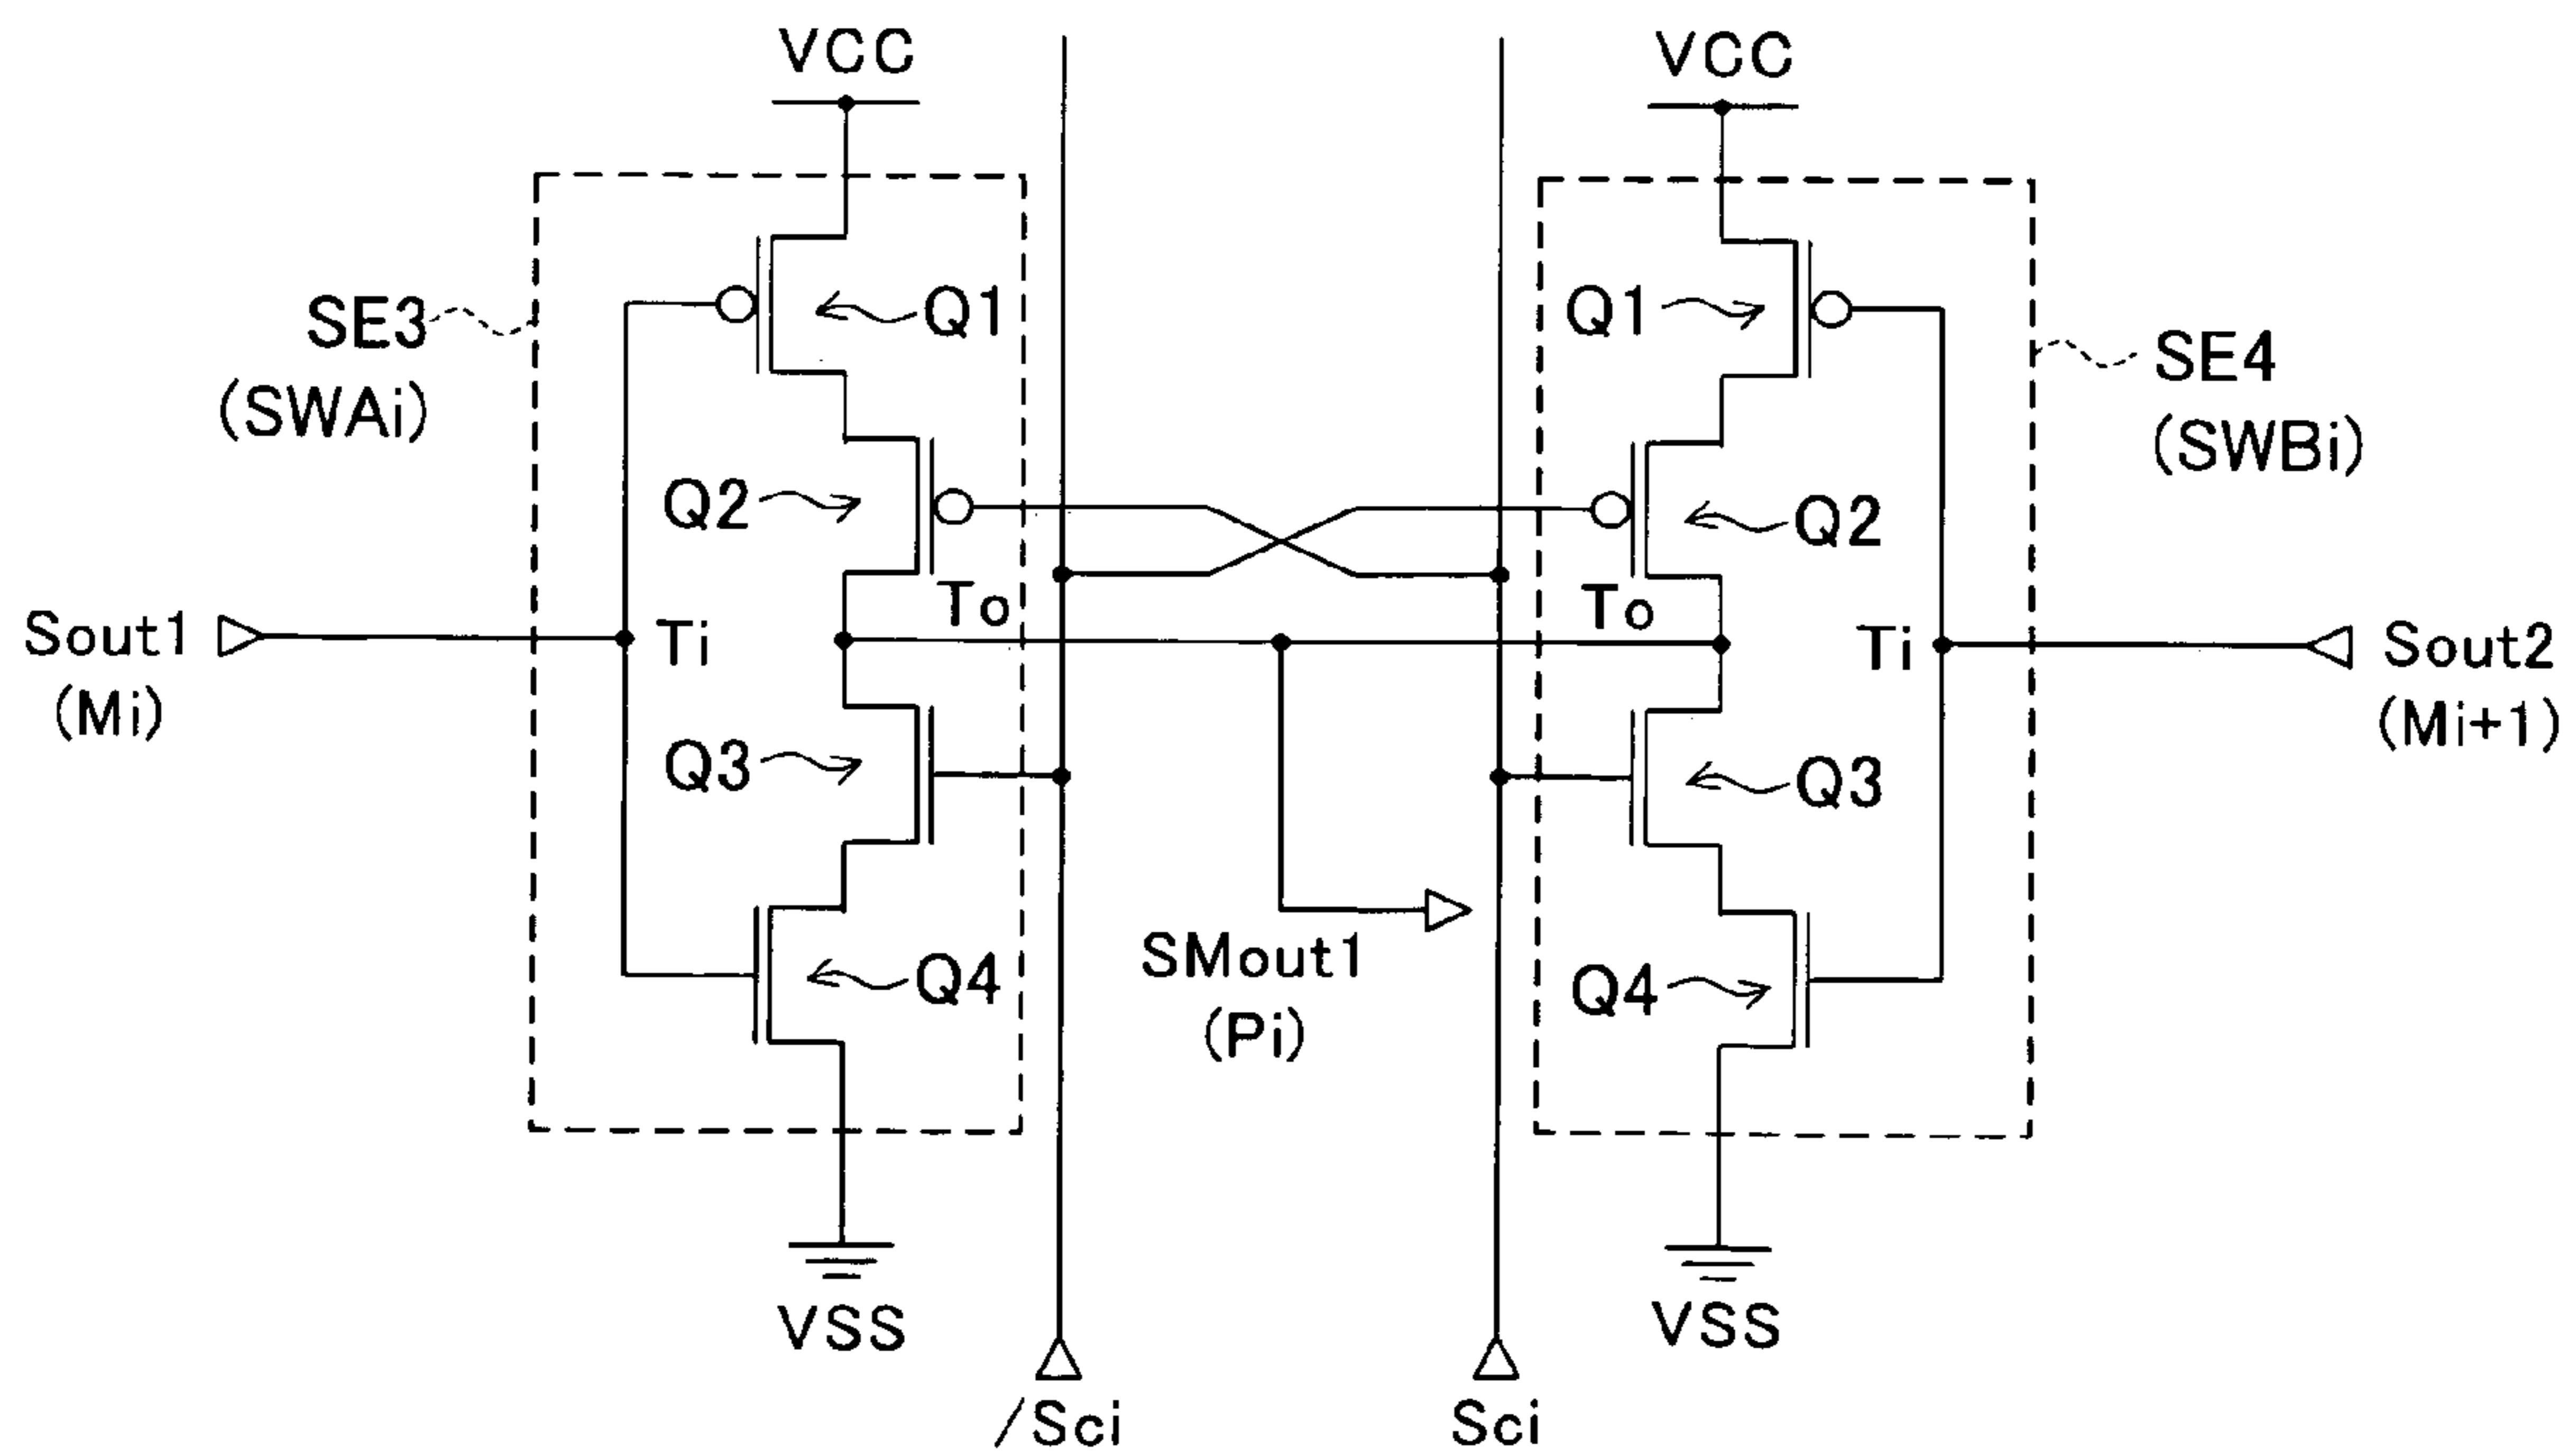 VCC
VCC
SE3
(SWAi)
Q1
Q1
SE4
(SWBi)
Q2
Q2
To
To
Sout1
(Mi)
Ti
Ti
Sout2
(Mi+1)
Q3
Q3
SMout1
(Pi)
Q4
Q4
VSS
VSS
/Sci
Sci